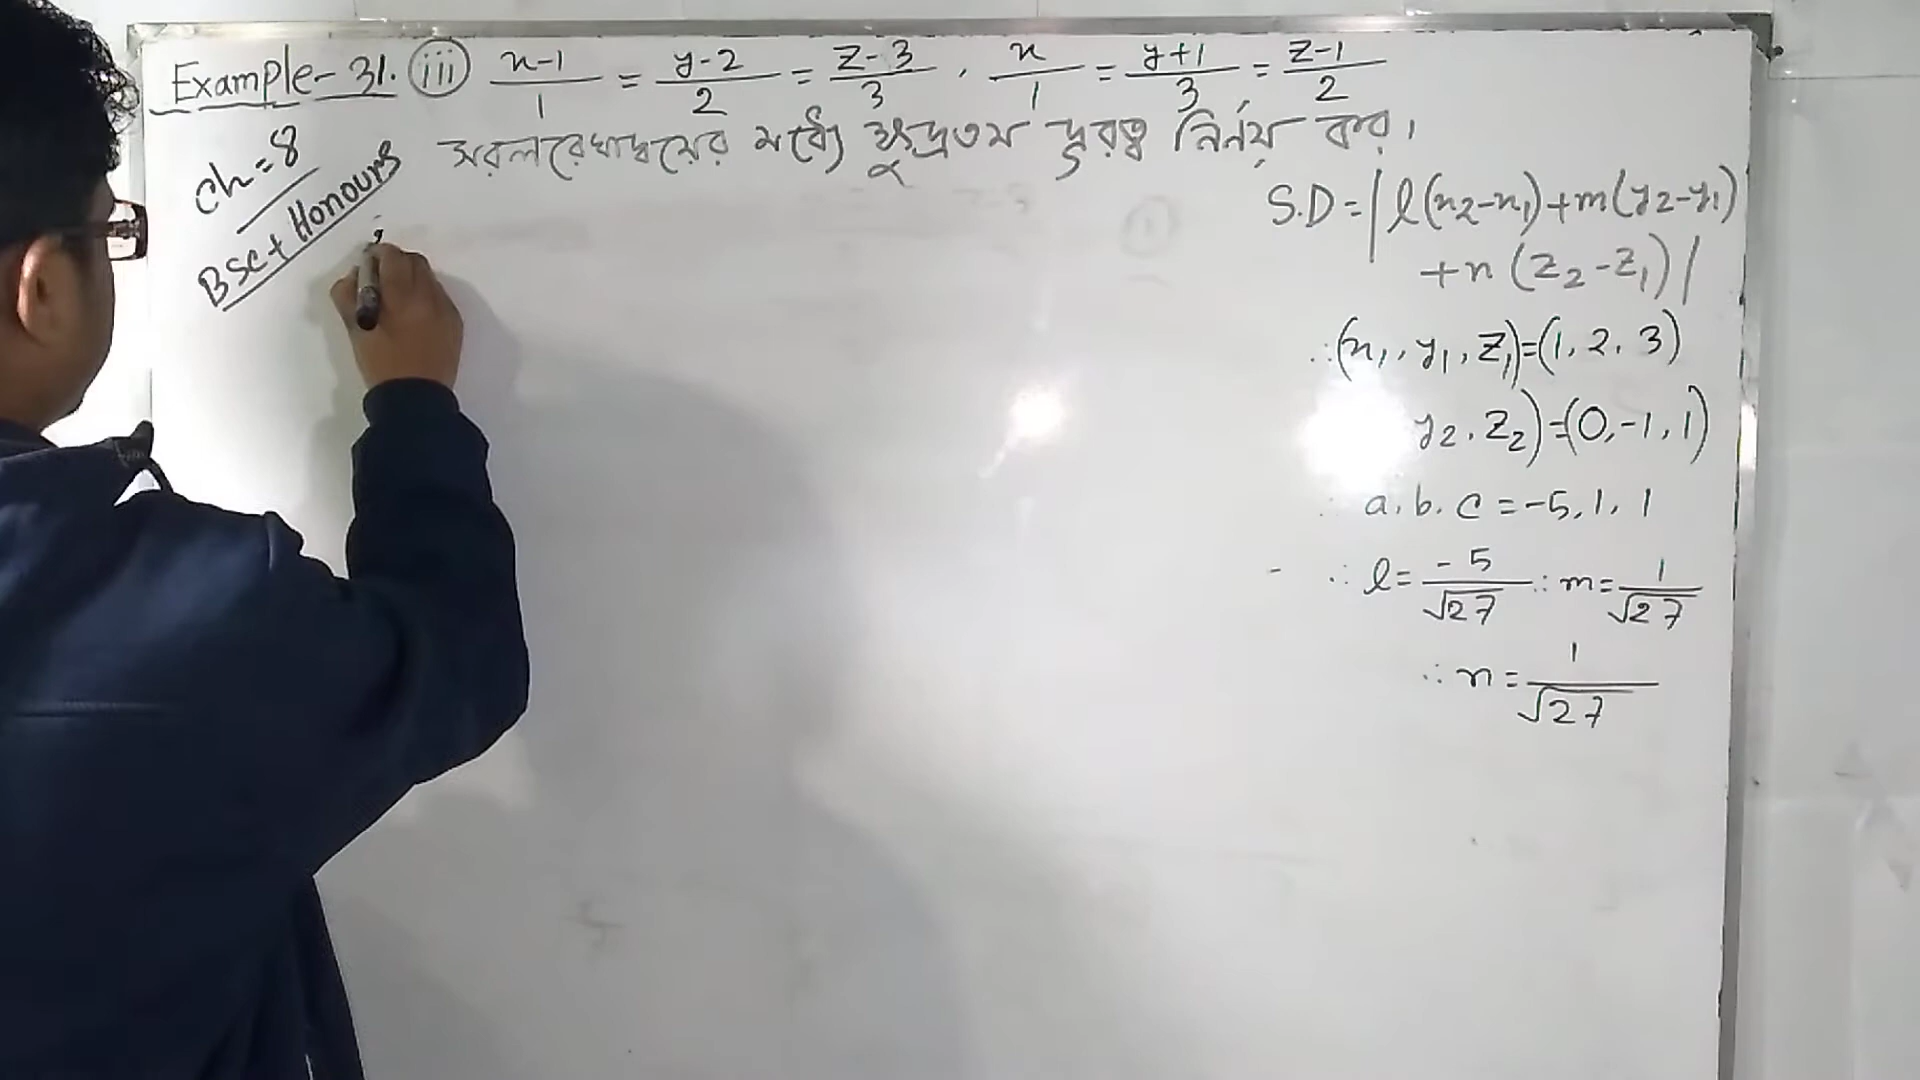 Example-31. (iii) x-1/1 = y-2/2 = z-3/3 , x/1 = y+1/3 = z-1/2
সরলরেখাদ্বয়ের মধ্যে ক্ষুদ্রতম দূরত্ব নির্ণয় কর।
ch=8
BSc+ Honours
S.D=|l(x₂-x₁)+m(y₂-y₁)
+n(z₂-z₁)|
∴(x₁, y₁, z₁)=(1, 2, 3)
y₂, z₂)=(0,-1,1)
a, b, c =-5, 1, 1
∴ l= -5/√27 ∴ m= 1/√27
∴ n= 1/√27